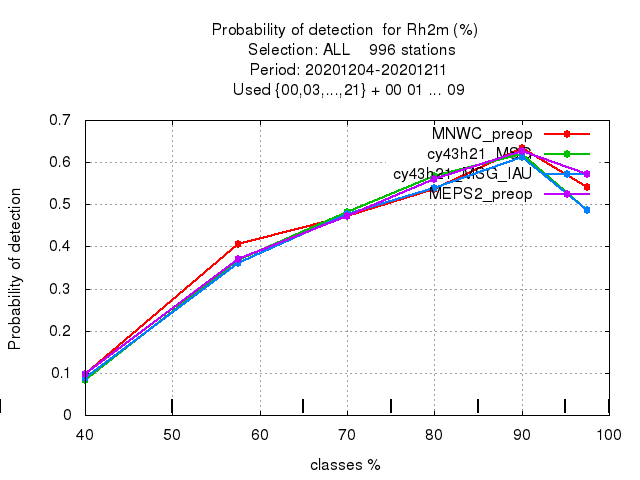 Probability of detection for Rh2m (%)
Selection: ALL 996 stations
Period: 20201204-20201211
Used {00,03,...,21} + 00 01 ... 09
MNWC_preop
cy43h21_MSG
cy43h21_MSG_IAU
MEPS2_preop
Probability of detection
0.7
0.6
0.5
0.4
0.3
0.2
0.1
0
40 50 60 70 80 90 100
classes %